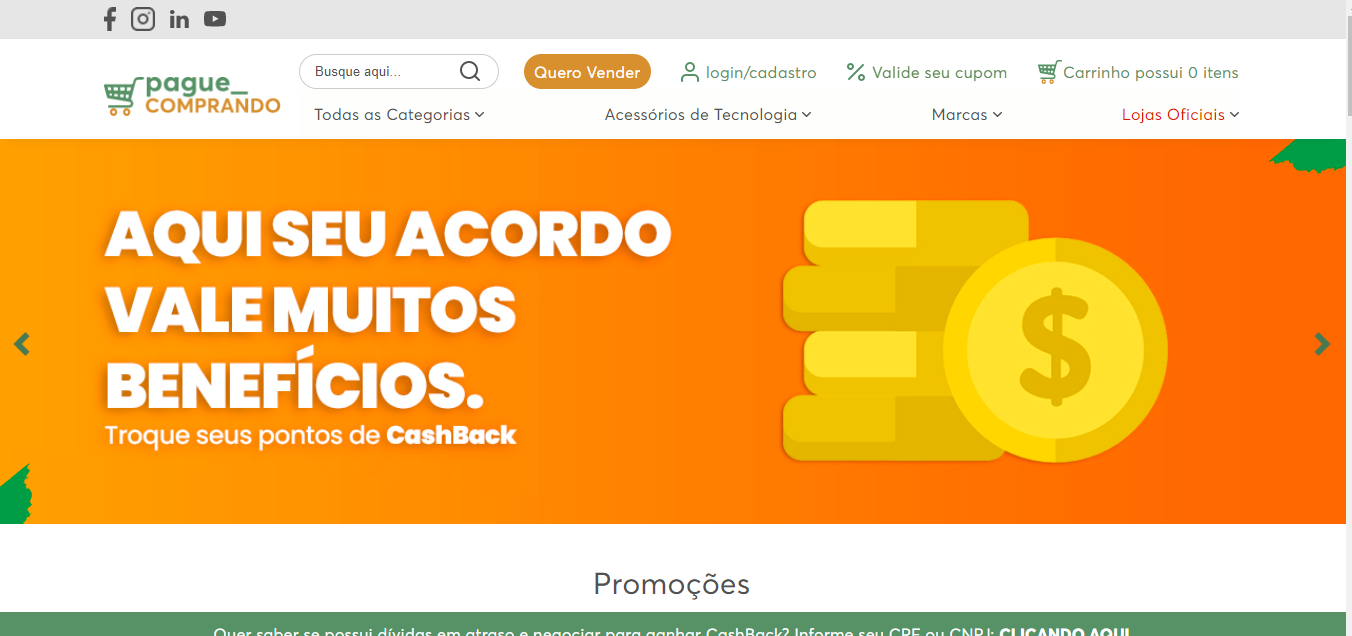 pague_
COMPRANDO
Busque aqui...
Quero Vender
login/cadastro
Valide seu cupom
Carrinho possui 0 itens
Todas as Categorias
Acessórios de Tecnologia
Marcas
Lojas Oficiais
AQUI SEU ACORDO
VALE MUITOS
BENEFÍCIOS.
Troque seus pontos de CashBack
$
Promoções
Quer saber se possui dívidas em atraso e negociar para ganhar CashBack? Informe seu CPF ou CNPJ: CLICANDO AQUI